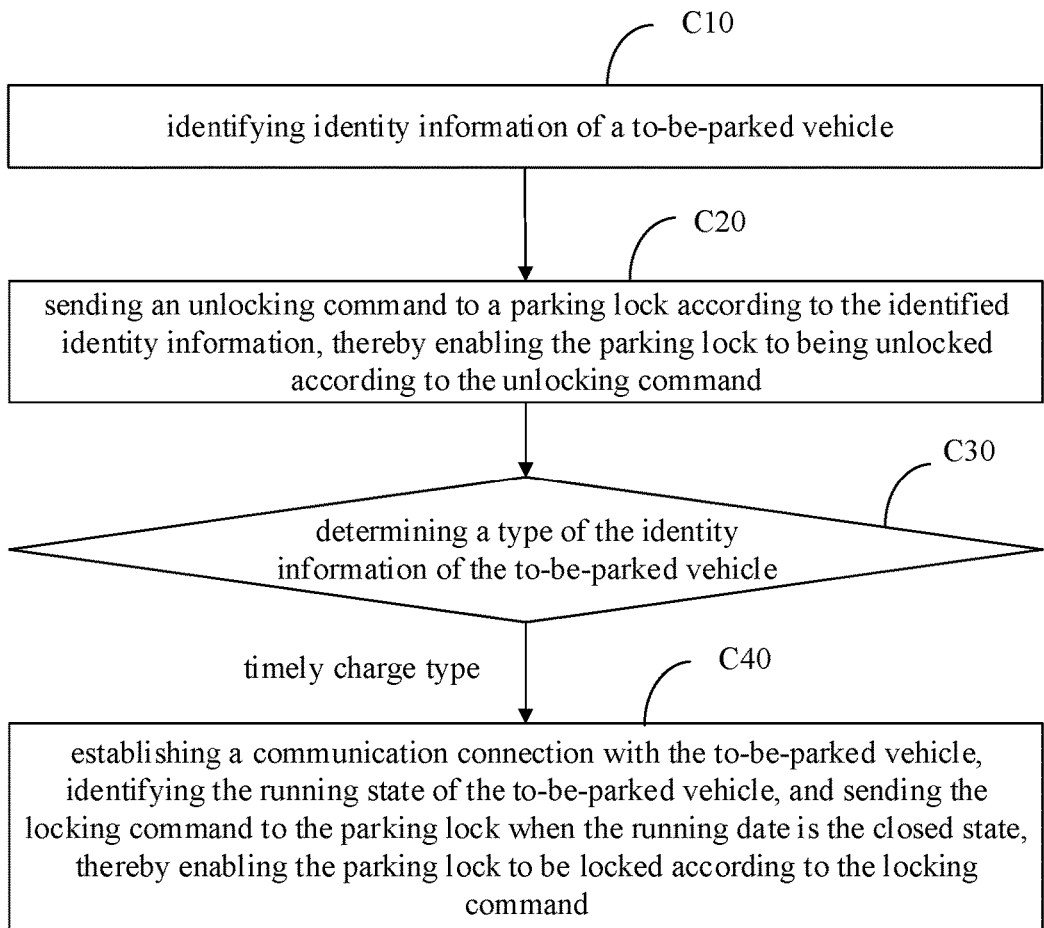 C10
identifying identity information of a to-be-parked vehicle
C20
sending an unlocking command to a parking lock according to the identified
identity information, thereby enabling the parking lock to being unlocked
according to the unlocking command
C30
determining a type of the identity
information of the to-be-parked vehicle
timely charge type
C40
establishing a communication connection with the to-be-parked vehicle,
identifying the running state of the to-be-parked vehicle, and sending the
locking command to the parking lock when the running date is the closed state,
thereby enabling the parking lock to be locked according to the locking
command